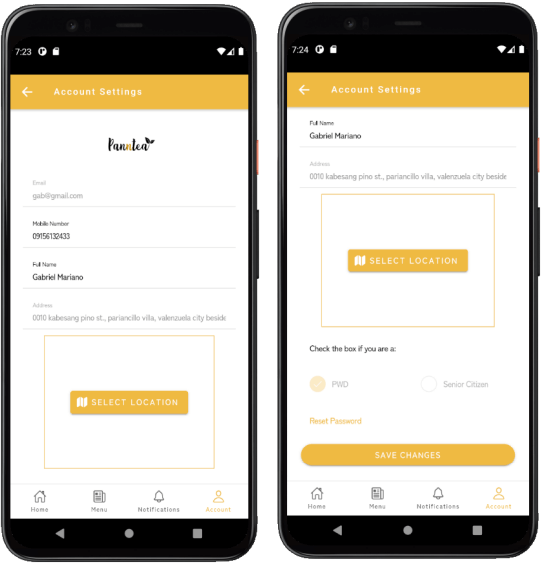 7:23
Account Settings
Panntea
Email
gab@gmail.com
Mobile Number
09156132433
Full Name
Gabriel Mariano
Address
0010 kabesang pino st., pariancillo villa, valenzuela city beside
SELECT LOCATION
Home
Menu
Notifications
Account
7:24
Account Settings
Full Name
Gabriel Mariano
Address
0010 kabesang pino st., pariancillo villa, valenzuela city beside
SELECT LOCATION
Check the box if you are a:
PWD
Senior Citizen
Reset Password
SAVE CHANGES
Home
Menu
Notifications
Account